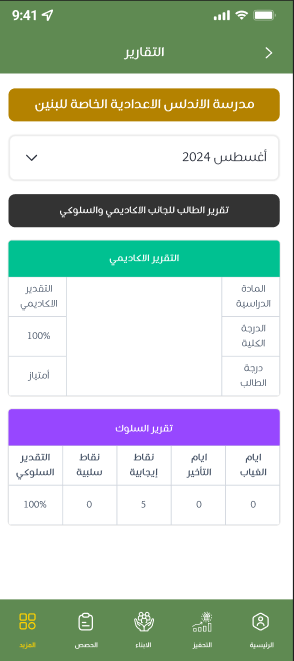 9:41
التقارير
مدرسة الاندلس الاعدادية الخاصة للبنين
أغسطس 2024
تقرير الطالب للجانب الاكاديمي والسلوكي
التقرير الاكاديمي
المادة الدراسية
التقدير الاكاديمي
الدرجة الكلية
100%
درجة الطالب
أمتياز
تقرير السلوك
ايام الغياب
ايام التأخير
نقاط إيجابية
نقاط سلبية
التقدير السلوكي
0
0
5
0
100%
الرئيسية
التحفيز
الابناء
الحصص
المزيد